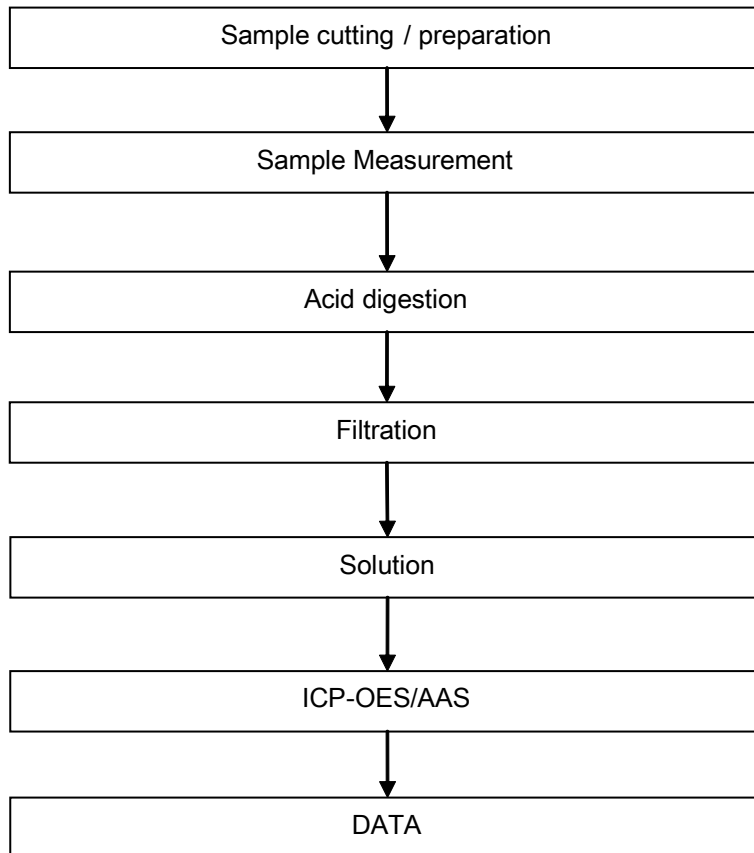 Sample cutting / preparation
Sample Measurement
Acid digestion
Filtration
Solution
ICP-OES/AAS
DATA